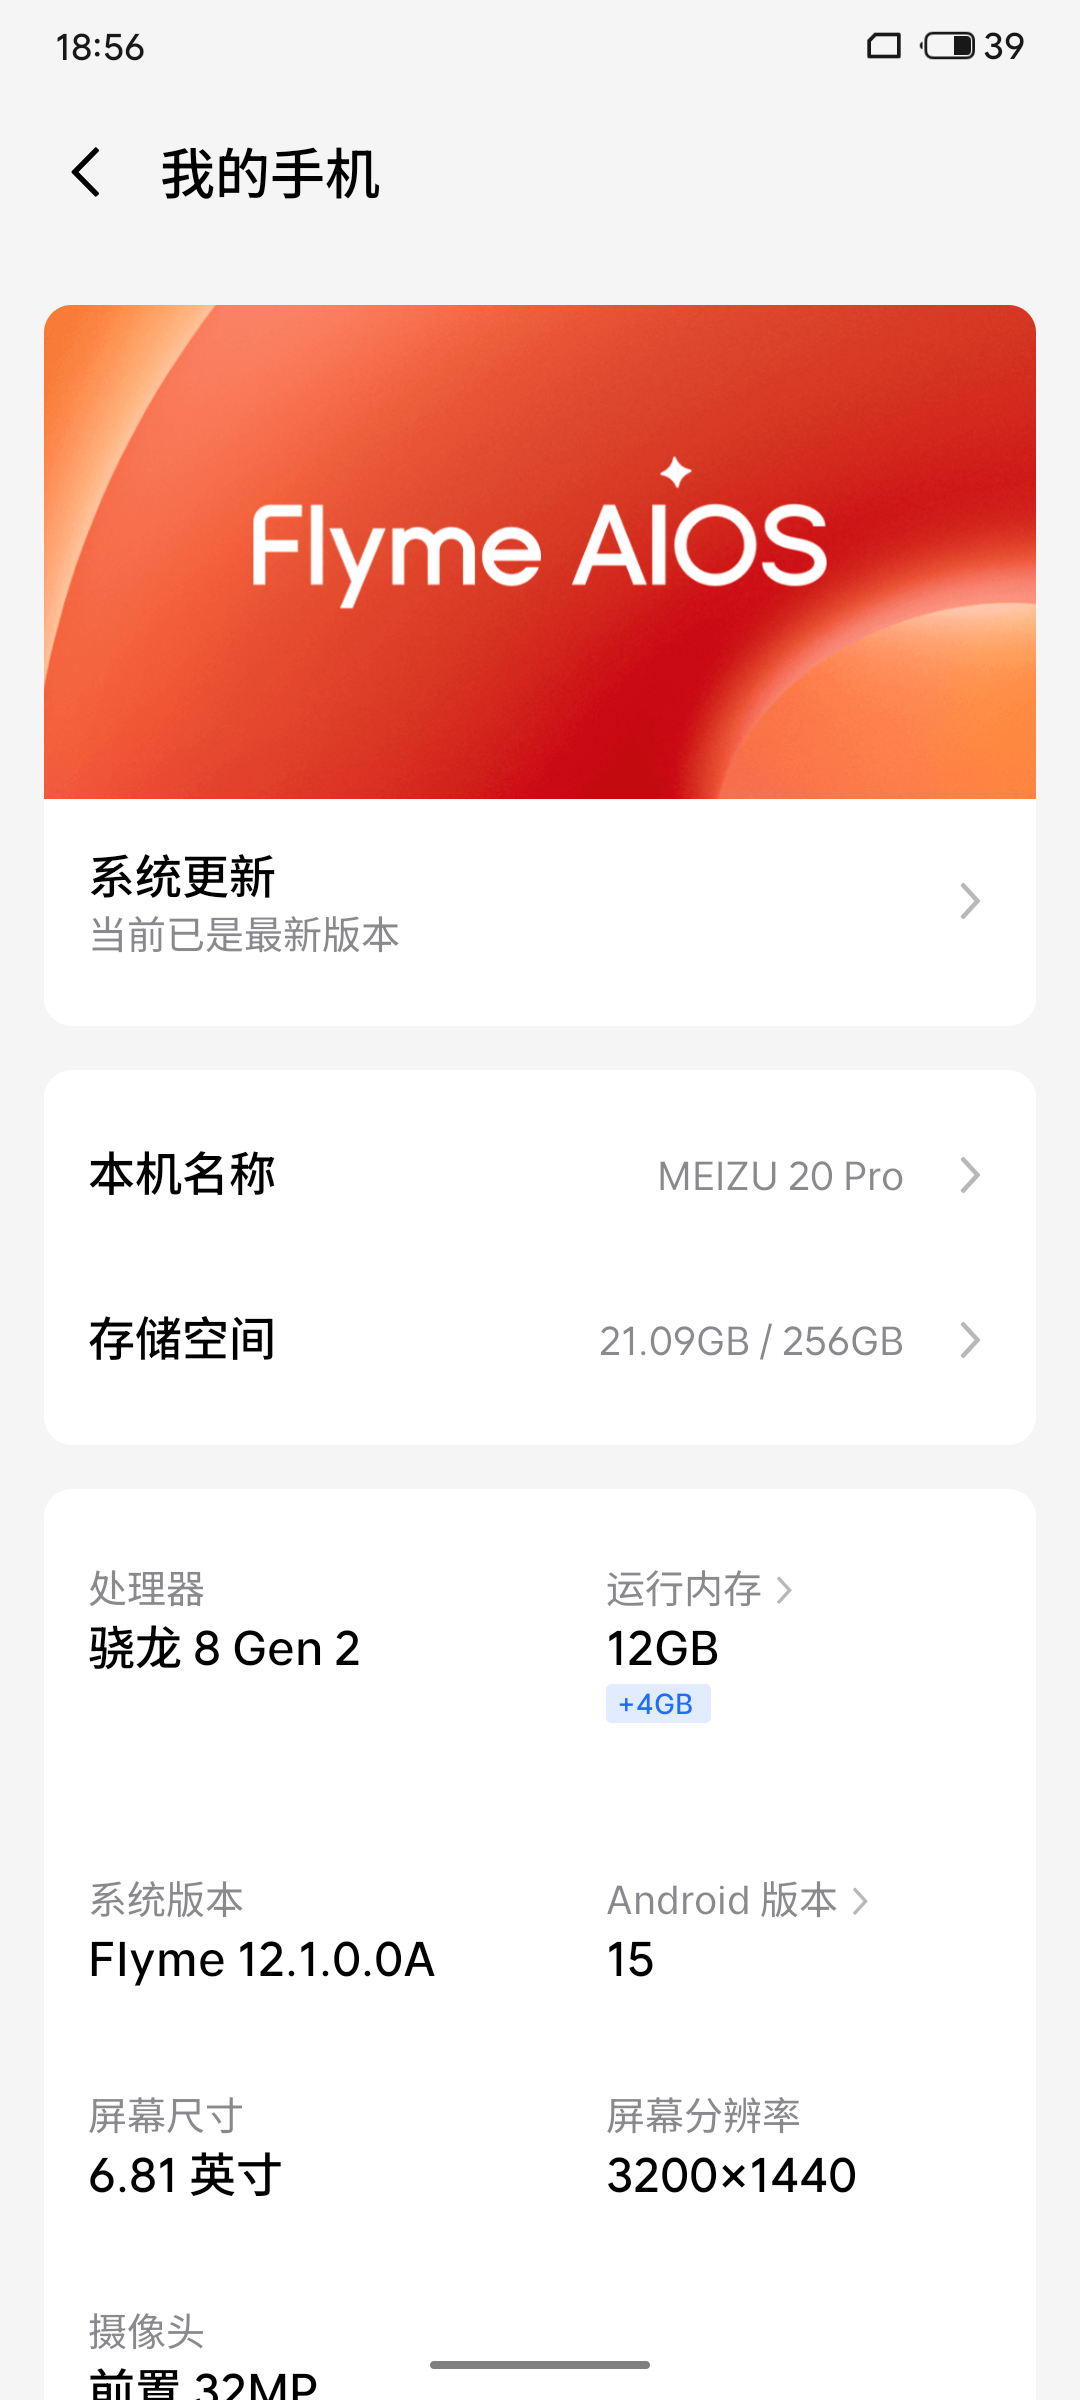 18:56
39
我的手机
Flyme AIOS
系统更新
当前已是最新版本
本机名称
MEIZU 20 Pro
存储空间
21.09GB / 256GB
处理器
运行内存
骁龙 8 Gen 2
12GB
+4GB
系统版本
Android 版本
Flyme 12.1.0.0A
15
屏幕尺寸
屏幕分辨率
6.81 英寸
3200×1440
摄像头
前置 32MP